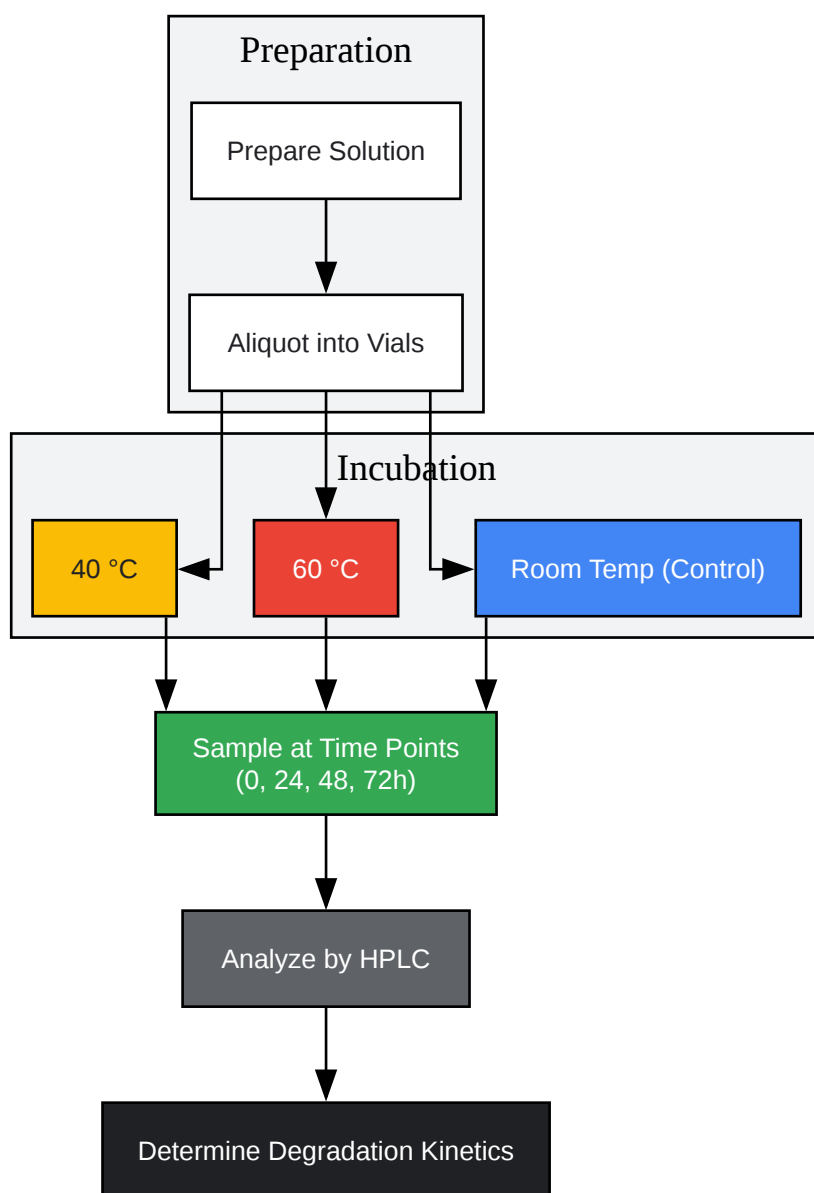 Preparation
Prepare Solution
Aliquot into Vials
Incubation
40 °C
60 °C
Room Temp (Control)
Sample at Time Points
(0, 24, 48, 72h)
Analyze by HPLC
Determine Degradation Kinetics